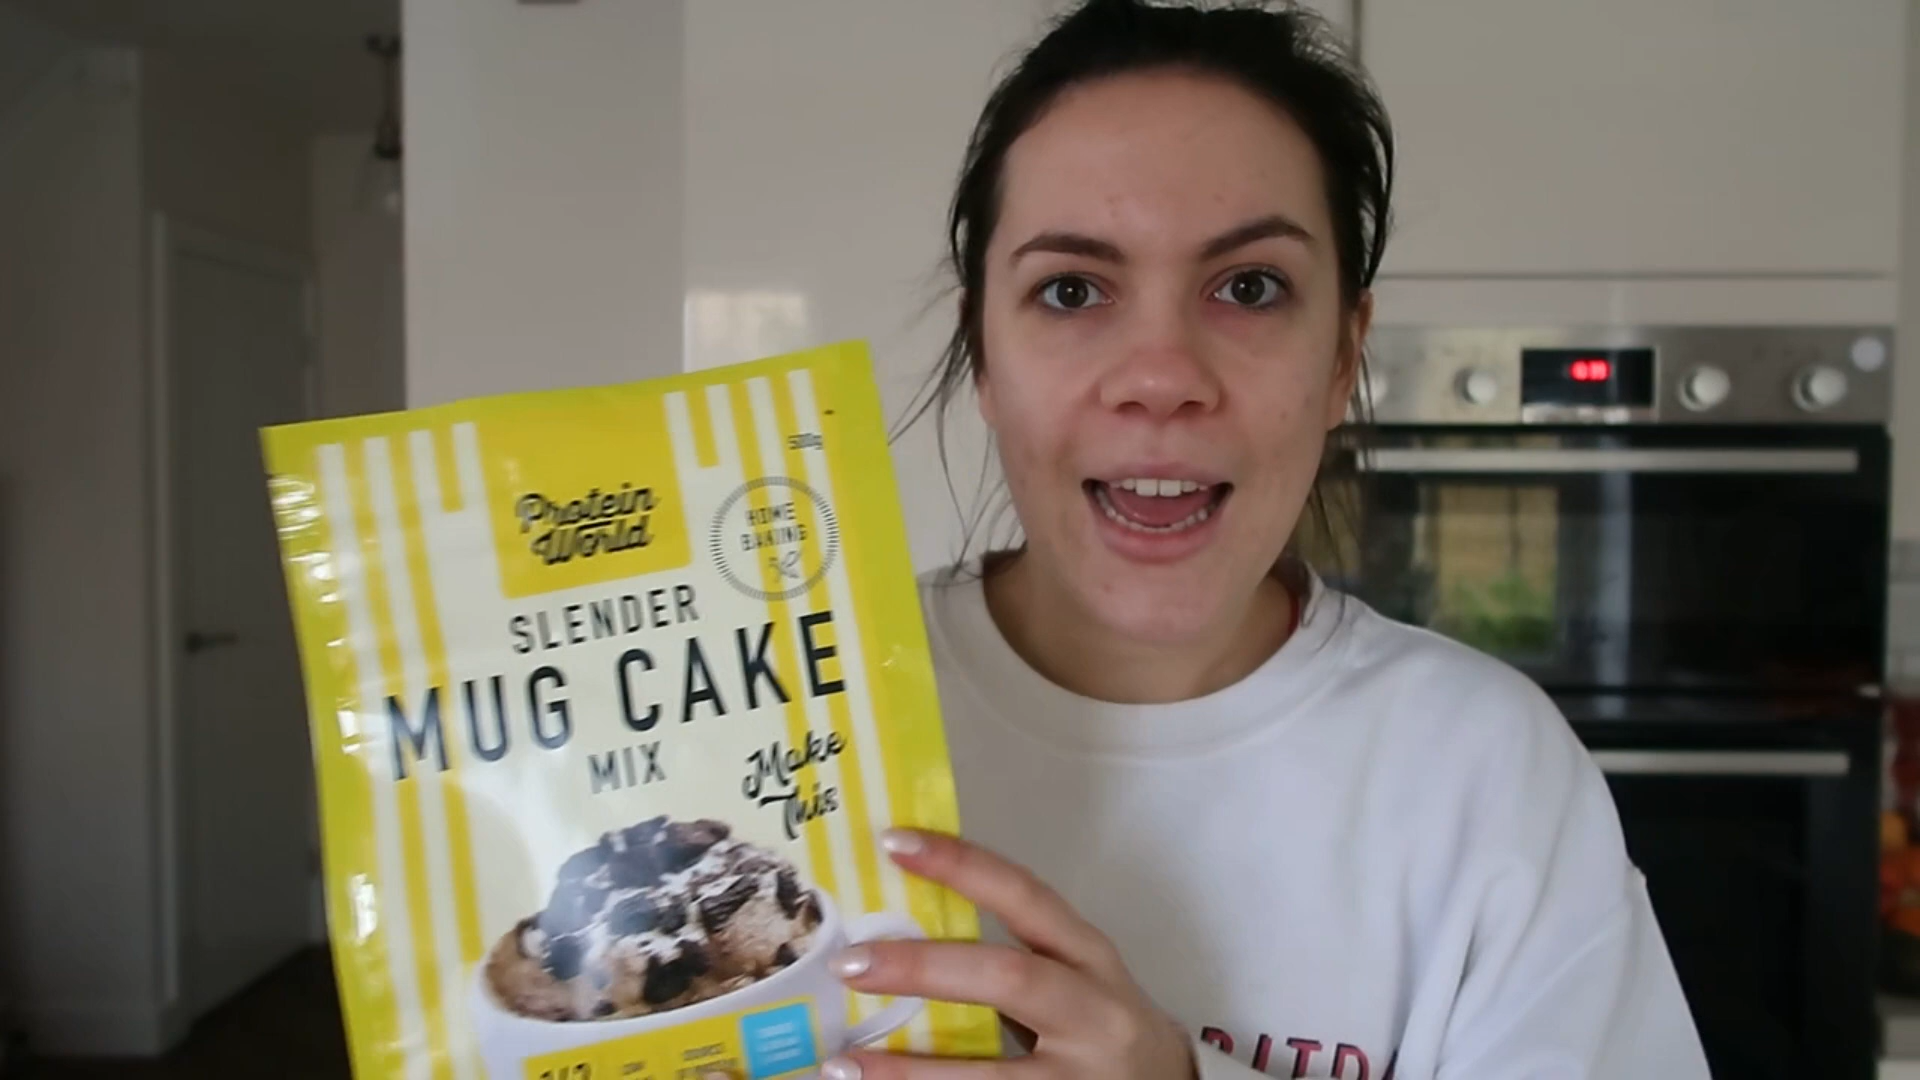 500g
Protein
World
HOME
BAKING
SLENDER
MUG CAKE
MIX
Make
This